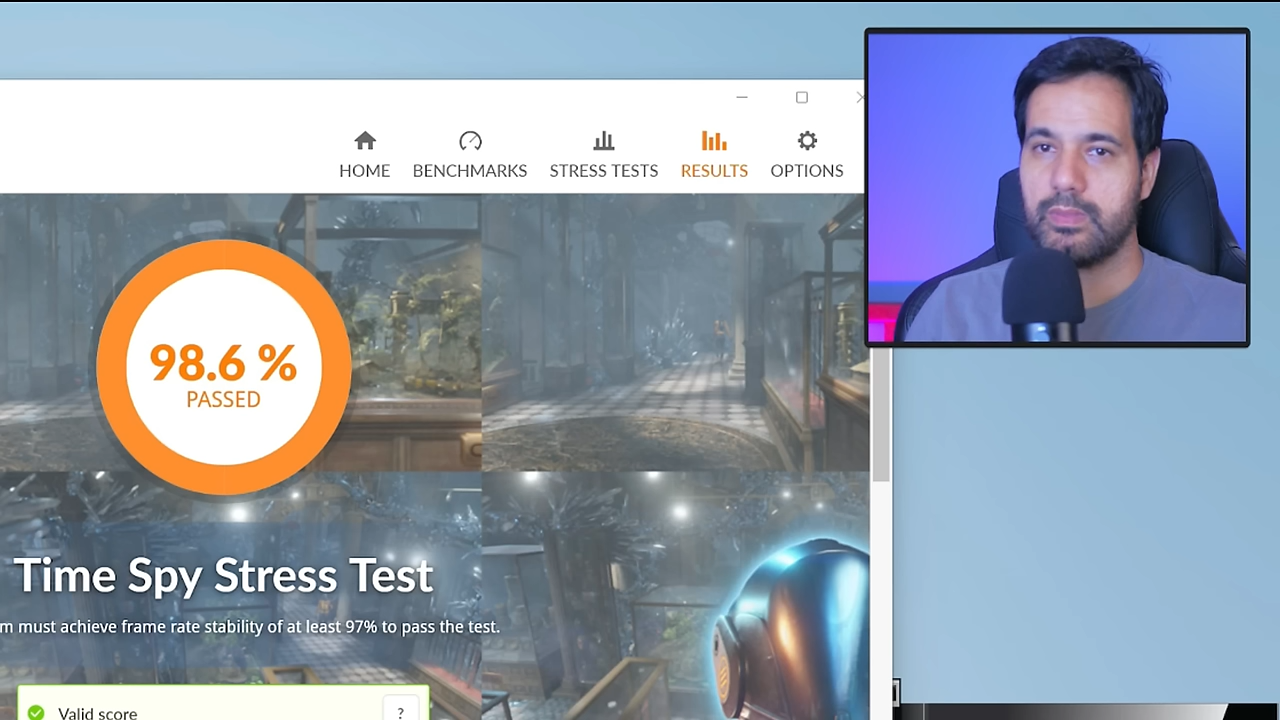 HOME BENCHMARKS STRESS TESTS RESULTS OPTIONS
98.6 %
PASSED
Time Spy Stress Test
must achieve frame rate stability of at least 97% to pass the test.
Valid score ?